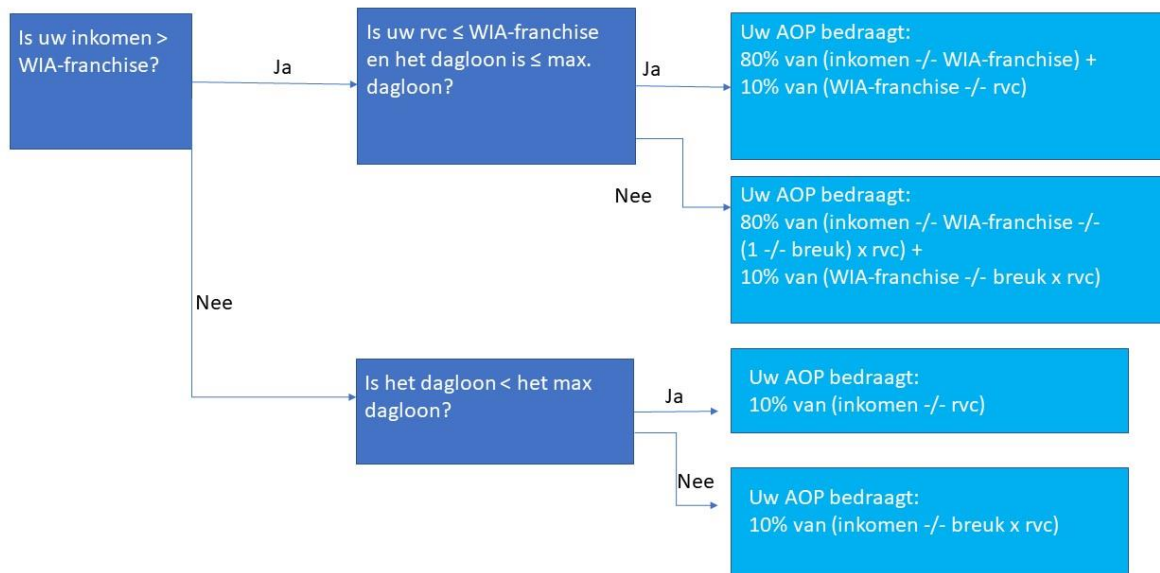 Is uw inkomen >
WIA-franchise?
Ja
Is uw rvc ≤ WIA-franchise
en het dagloon is ≤ max.
dagloon?
Ja
Uw AOP bedraagt:
80% van (inkomen -/- WIA-franchise) +
10% van (WIA-franchise -/- rvc)
Nee
Uw AOP bedraagt:
80% van (inkomen -/- WIA-franchise -/-
(1 -/- breuk) x rvc) +
10% van (WIA-franchise -/- breuk x rvc)
Nee
Is het dagloon < het max
dagloon?
Ja
Uw AOP bedraagt:
10% van (inkomen -/- rvc)
Nee
Uw AOP bedraagt:
10% van (inkomen -/- breuk x rvc)